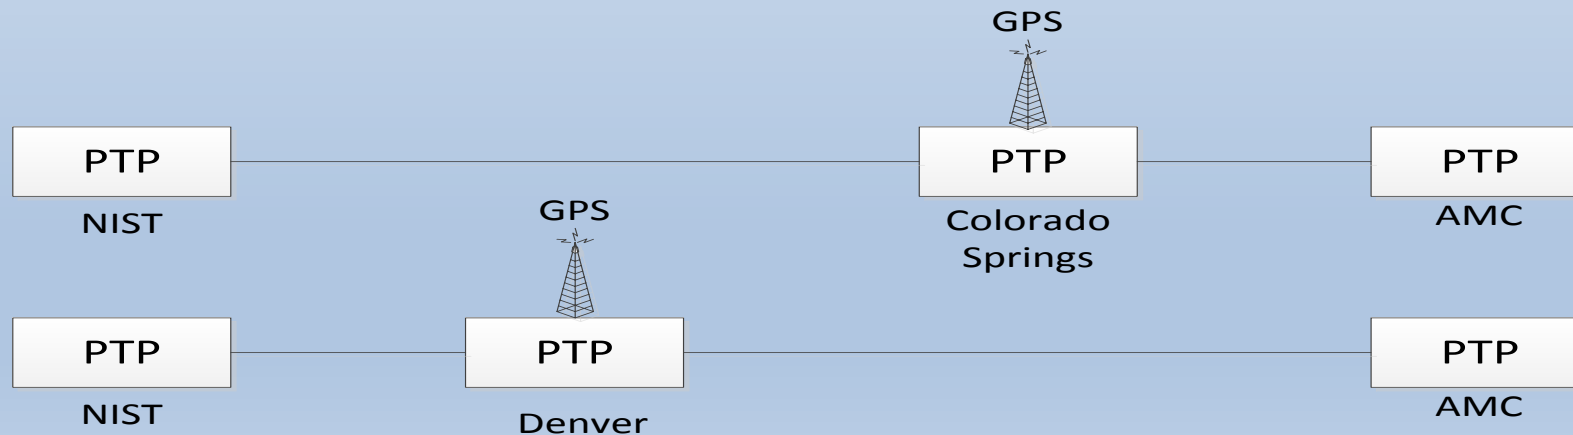 GPS
PTP
PTP
PTP
NIST
Colorado
Springs
AMC
GPS
PTP
PTP
PTP
NIST
Denver
AMC